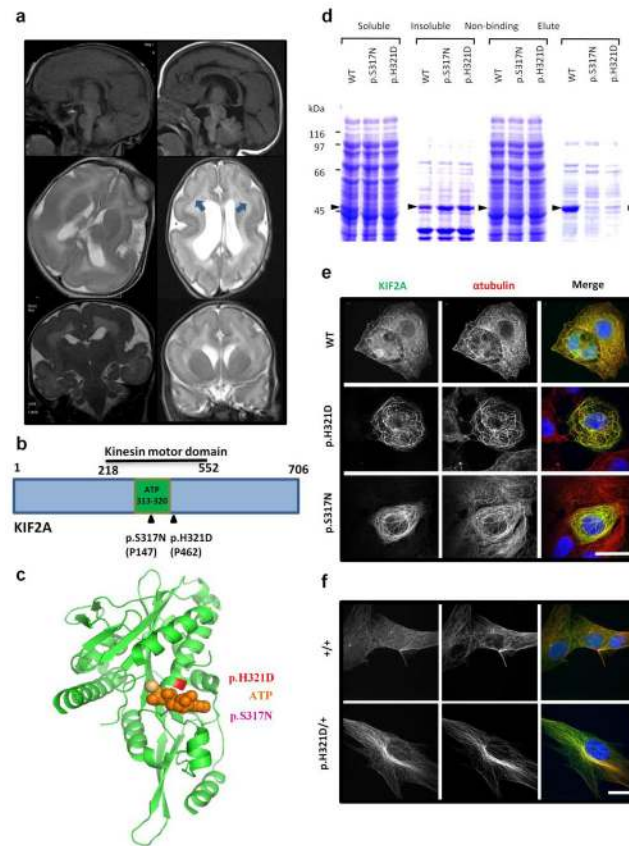 a
b
Kinesin motor domain
1 218 552 706
ATP
313-320
KIF2A
p.S317N p.H321D
(P147) (P462)
c
p.H321D
ATP
p.S317N
d
Soluble Insoluble Non-binding Elute
WT p.S317N p.H321D WT p.S317N p.H321D WT p.S317N p.H321D WT p.S317N p.H321D
kDa
116
97
66
45
e
KIF2A αtubulin Merge
WT
p.H321D
p.S317N
f
+/+
p.H321D/+